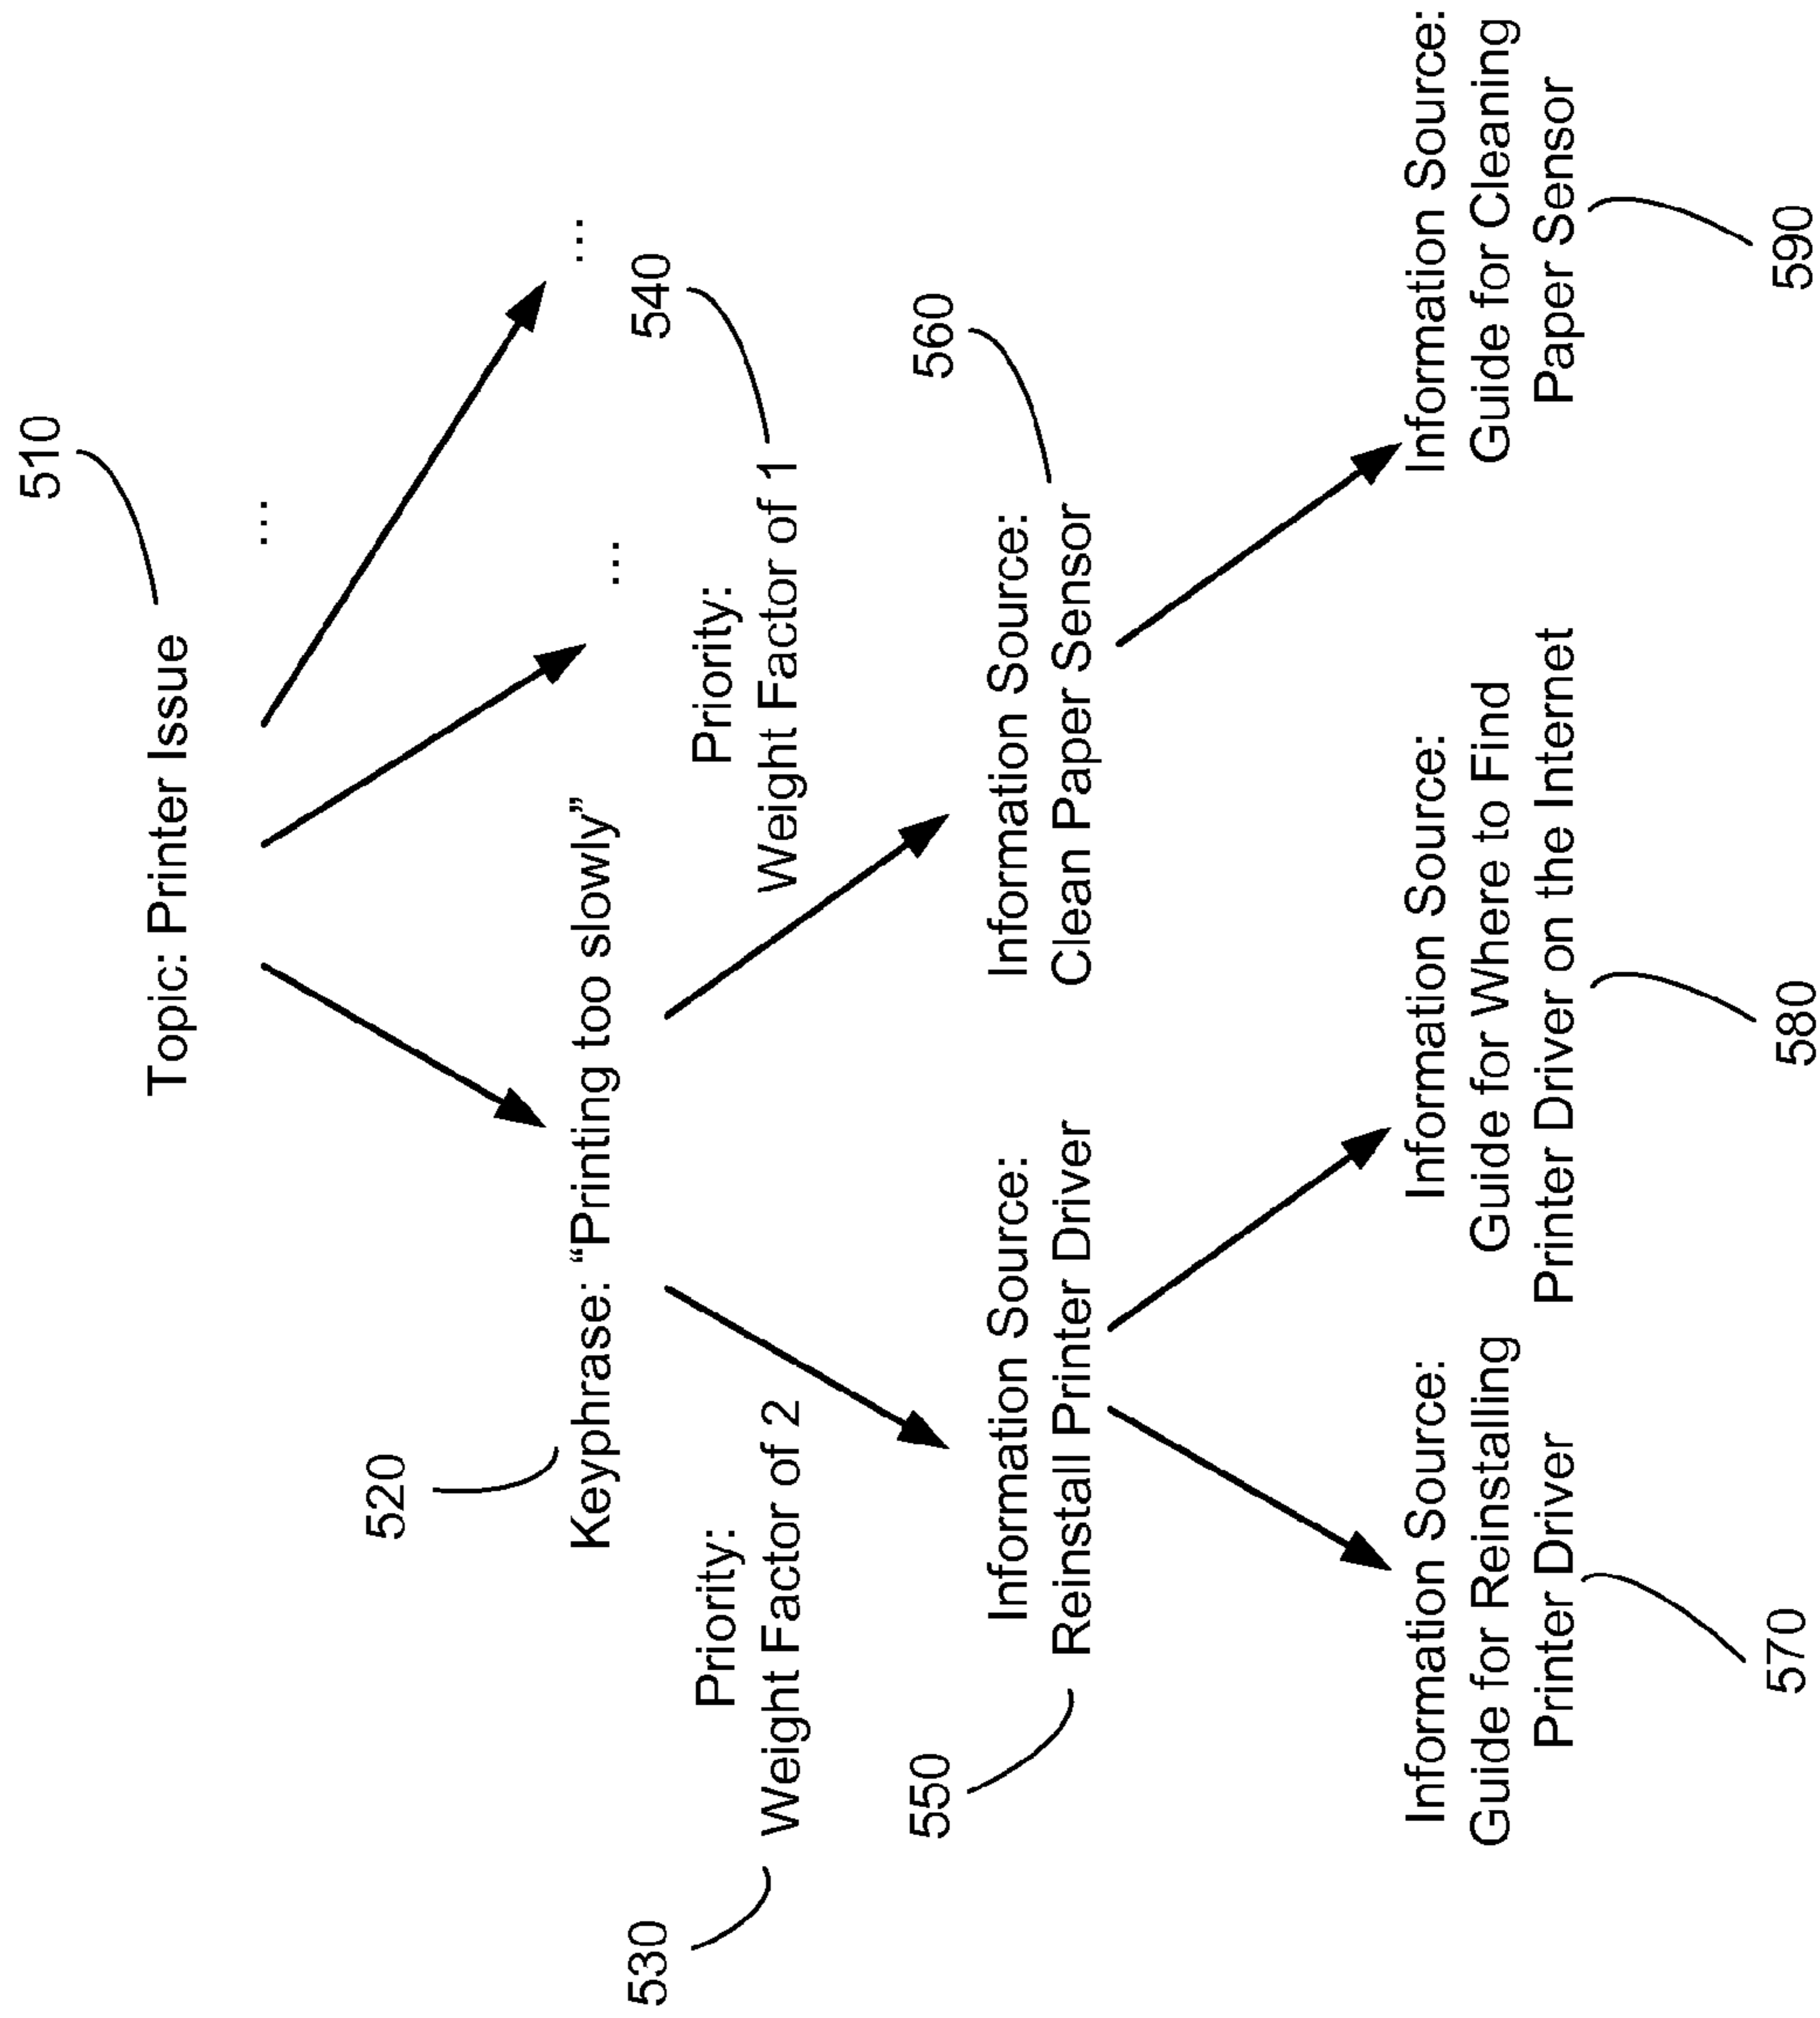 510
Topic: Printer Issue
...
...
520
Keyphrase: “Printing too slowly”
...
530
Priority:
Weight Factor of 2
540
Priority:
Weight Factor of 1
550
Information Source:
Reinstall Printer Driver
560
Information Source:
Clean Paper Sensor
Information Source:
Guide for Reinstalling
Printer Driver
570
Information Source:
Guide for Where to Find
Printer Driver on the Internet
580
Information Source:
Guide for Cleaning
Paper Sensor
590